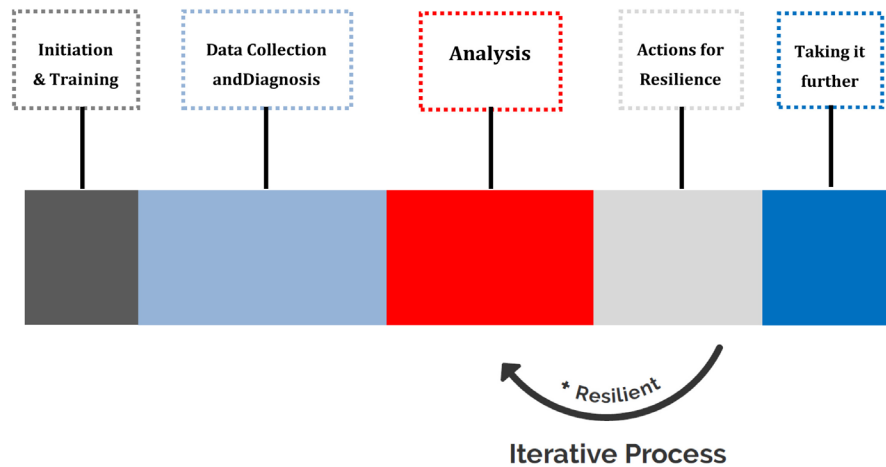 Initiation
& Training
Data Collection
andDiagnosis
Analysis
Actions for
Resilience
Taking it
further
+ Resilient
Iterative Process